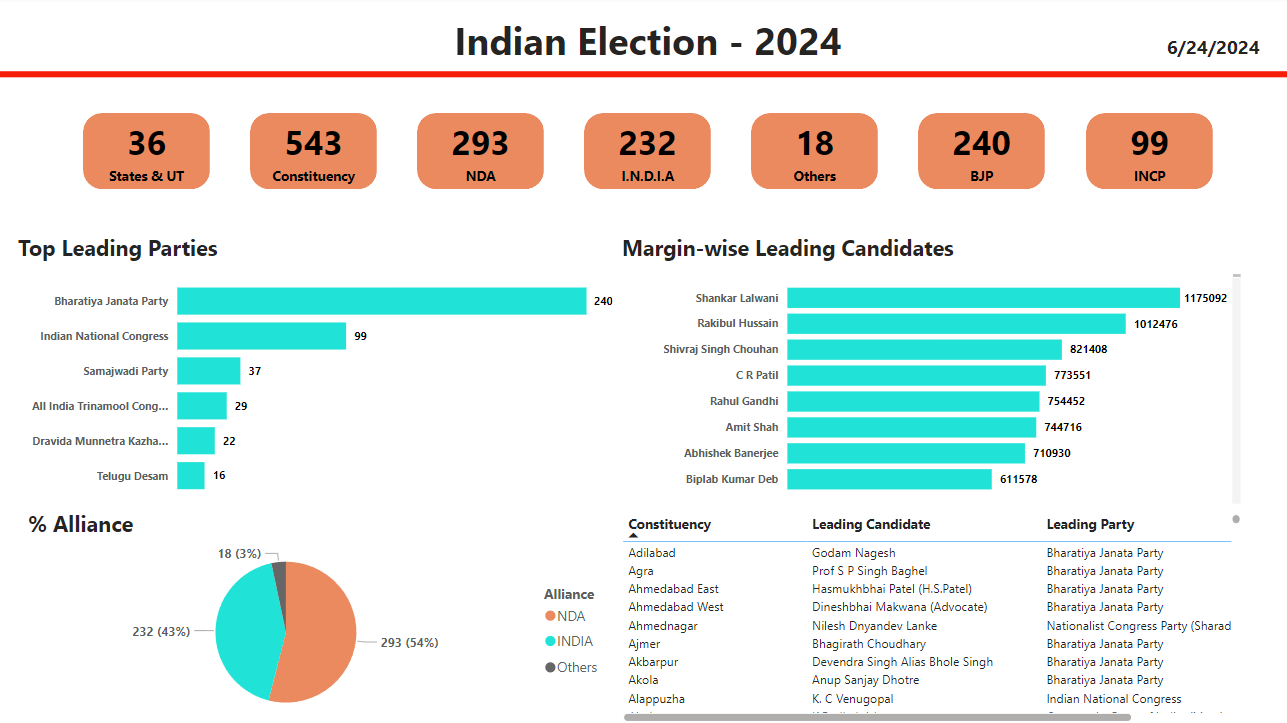 Indian Election - 2024
6/24/2024
36
States & UT
543
Constituency
293
NDA
232
I.N.D.I.A
18
Others
240
BJP
99
INCP
Top Leading Parties
Bharatiya Janata Party 240
Indian National Congress 99
Samajwadi Party 37
All India Trinamool Cong... 29
Dravida Munnetra Kazha... 22
Telugu Desam 16
Margin-wise Leading Candidates
Shankar Lalwani 1175092
Rakibul Hussain 1012476
Shivraj Singh Chouhan 821408
C R Patil 773551
Rahul Gandhi 754452
Amit Shah 744716
Abhishek Banerjee 710930
Biplab Kumar Deb 611578
% Alliance
18 (3%)
232 (43%)
293 (54%)
Alliance
NDA
INDIA
Others
Constituency Leading Candidate Leading Party
Adilabad Godam Nagesh Bharatiya Janata Party
Agra Prof S P Singh Baghel Bharatiya Janata Party
Ahmedabad East Hasmukhbhai Patel (H.S.Patel) Bharatiya Janata Party
Ahmedabad West Dineshbhai Makwana (Advocate) Bharatiya Janata Party
Ahmednagar Nilesh Dnyandev Lanke Nationalist Congress Party (Sharad
Ajmer Bhagirath Choudhary Bharatiya Janata Party
Akbarpur Devendra Singh Alias Bhole Singh Bharatiya Janata Party
Akola Anup Sanjay Dhotre Bharatiya Janata Party
Alappuzha K. C Venugopal Indian National Congress